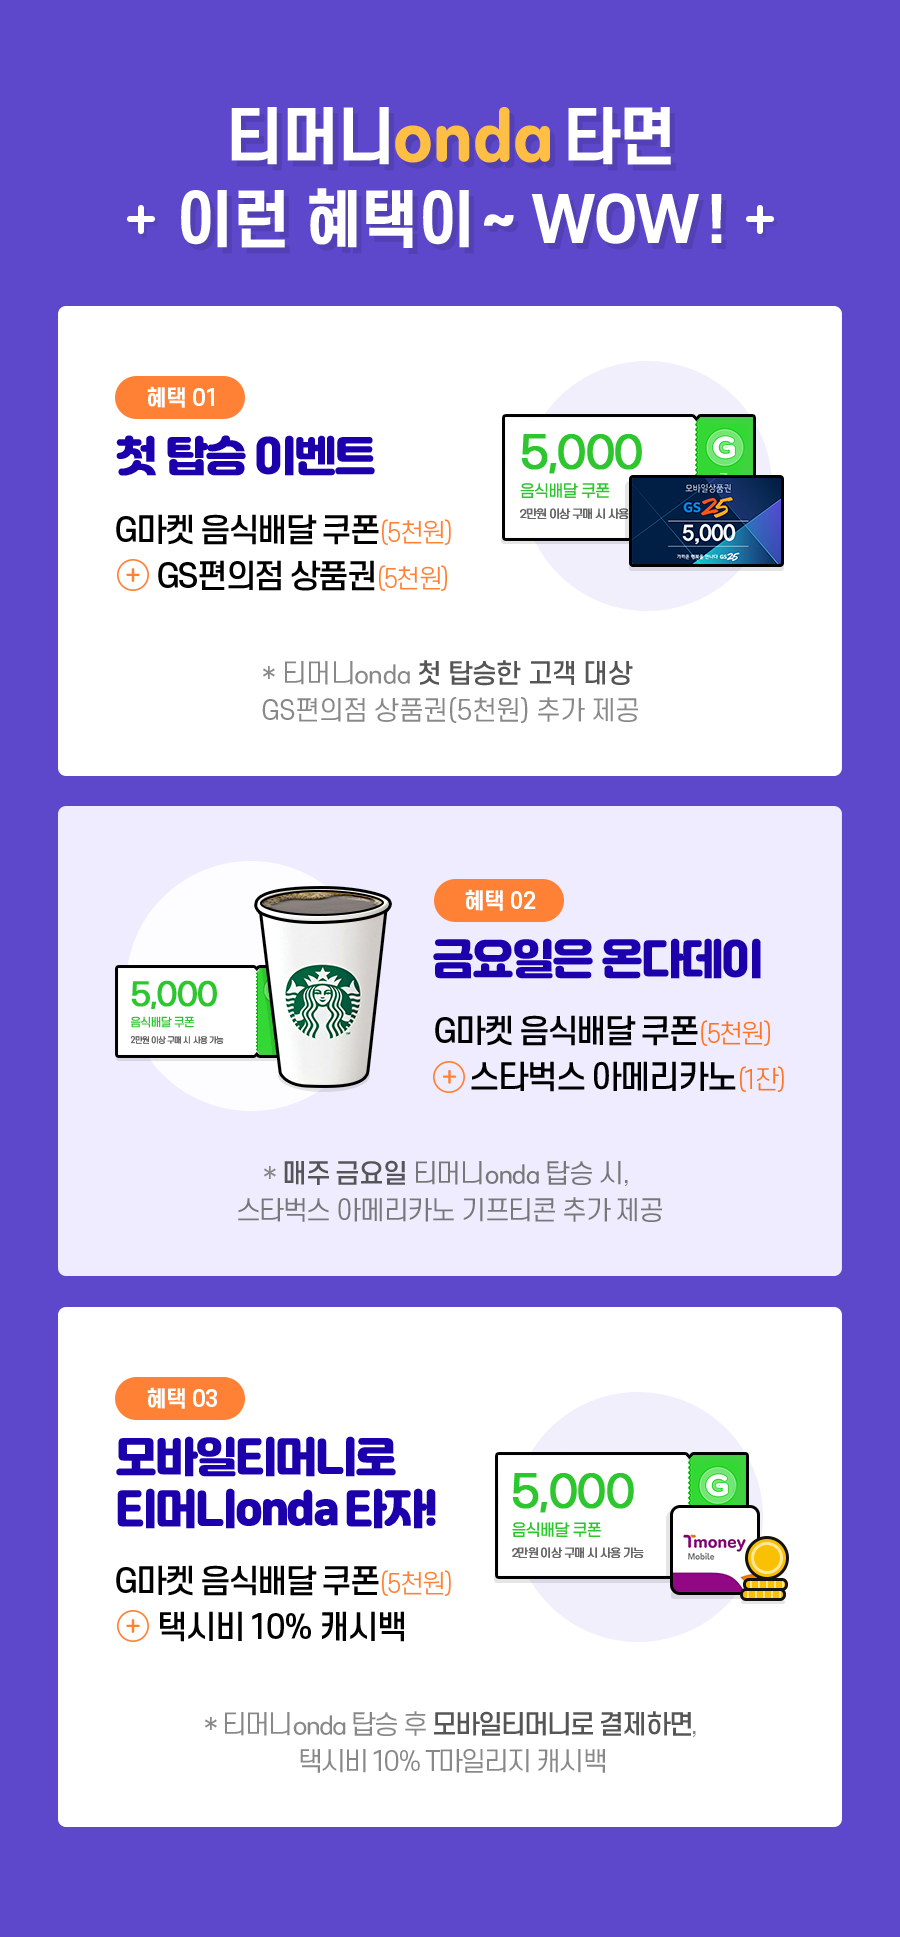 티머니onda 타면
+ 이런 혜택이~ WOW! +
혜택 01
첫 탑승 이벤트
G마켓 음식배달 쿠폰(5천원)
+ GS편의점 상품권(5천원)
5,000
음식배달 쿠폰
2만원 이상 구매 시 사용
G
모바일상품권
GS25
5,000
GS25
* 티머니onda 첫 탑승한 고객 대상
GS편의점 상품권(5천원) 추가 제공
5,000
음식배달 쿠폰
2만원 이상 구매 시 사용 가능
혜택 02
금요일은 온다데이
G마켓 음식배달 쿠폰(5천원)
+ 스타벅스 아메리카노(1잔)
* 매주 금요일 티머니onda 탑승 시,
스타벅스 아메리카노 기프티콘 추가 제공
혜택 03
모바일티머니로
티머니onda 타자!
G마켓 음식배달 쿠폰(5천원)
+ 택시비 10% 캐시백
5,000
음식배달 쿠폰
2만원 이상 구매 시 사용 가능
G
Tmoney
Mobile
* 티머니onda 탑승 후 모바일티머니로 결제하면,
택시비 10% T마일리지 캐시백